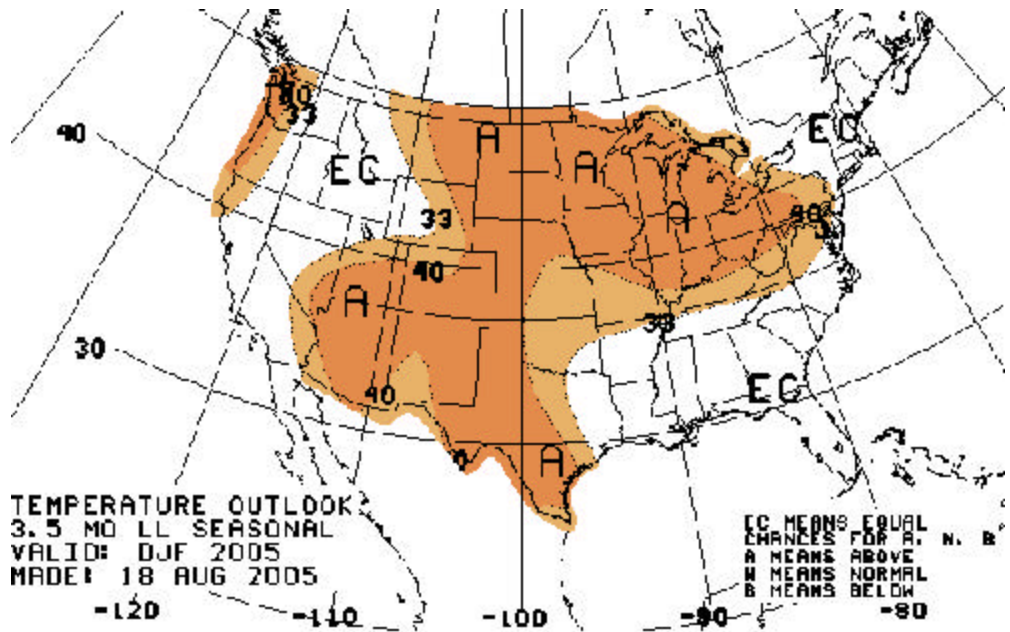 EC
40
40
33
A
EC
A
A
40
33
40
A
30
33
EC
40
A
TEMPERATURE OUTLOOK
3.5 MO LL SEASONAL
VALID: DJF 2005
MADE: 18 AUG 2005
EC MEANS EQUAL
CHANCES FOR A, N, B
A MEANS ABOVE
N MEANS NORMAL
B MEANS BELOW
-120
-110
-100
-90
-80